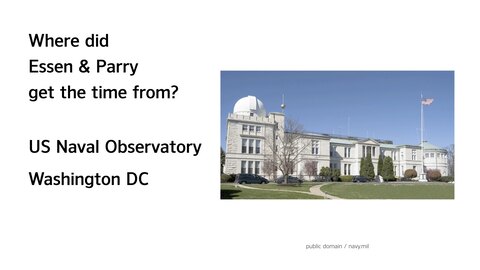 Where did
Essen & Parry
get the time from?
US Naval Observatory
Washington DC
public domain / navy.mil